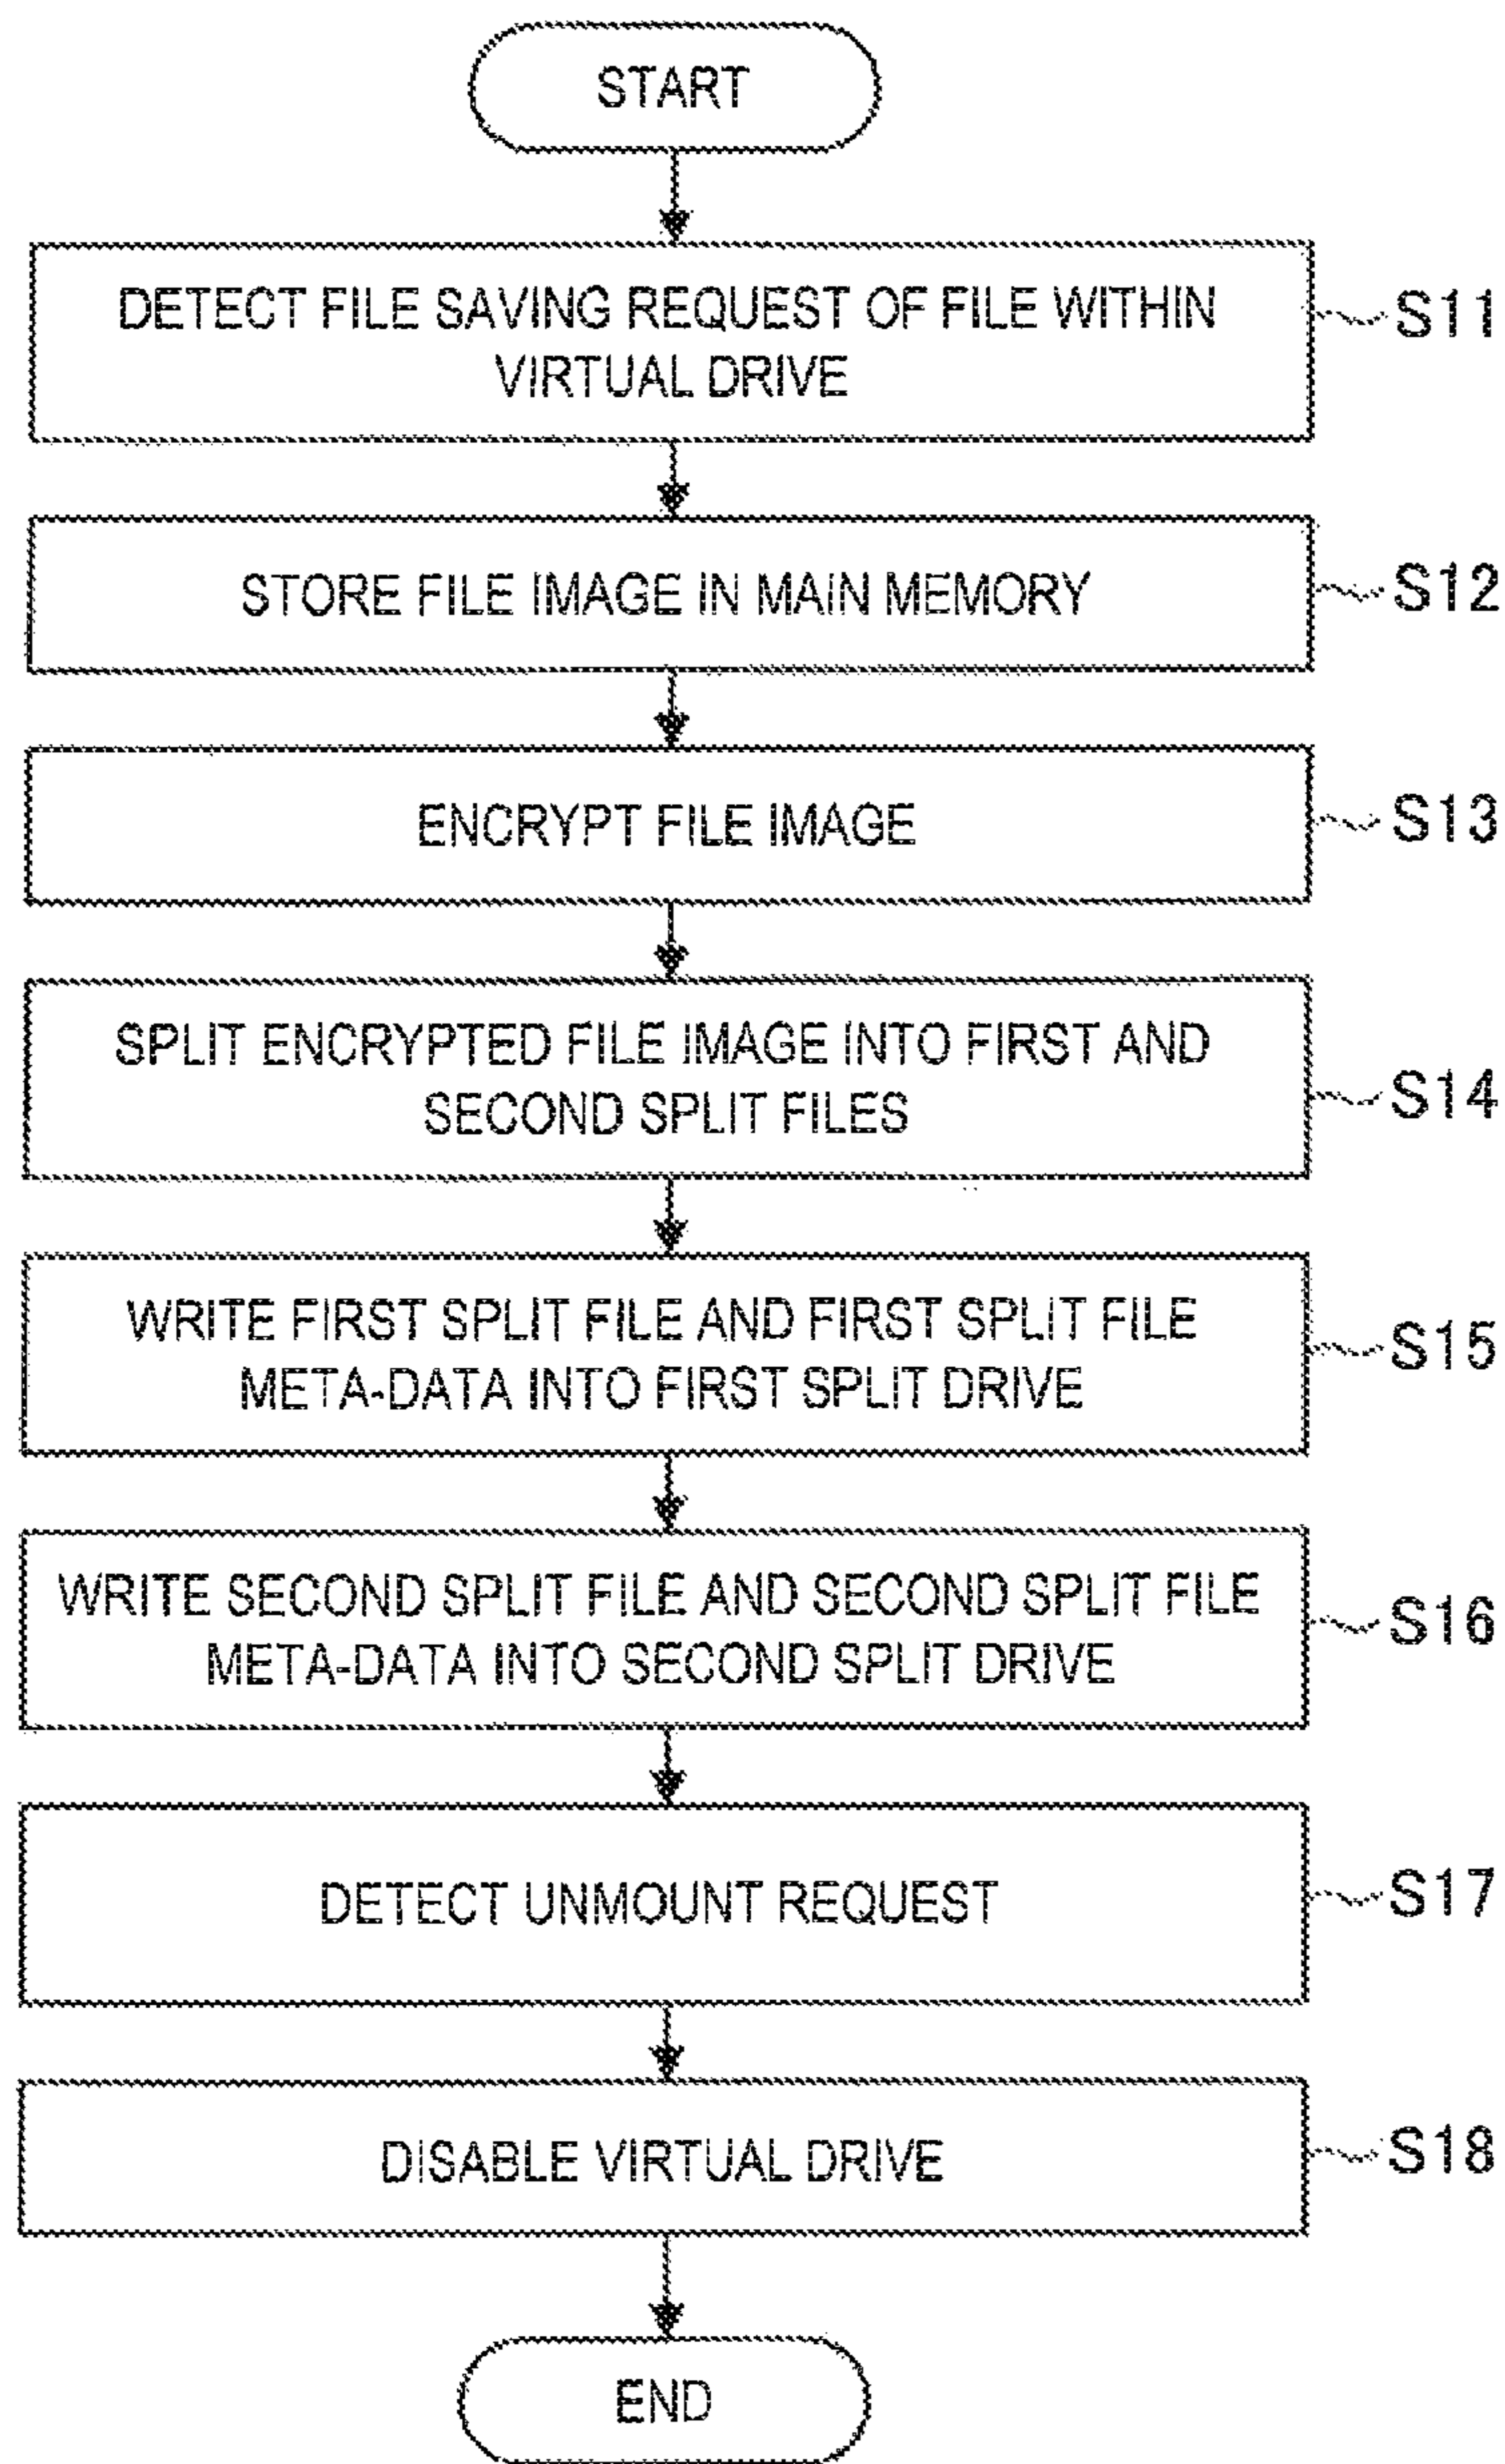 START
DETECT FILE SAVING REQUEST OF FILE WITHIN
VIRTUAL DRIVE
S11
STORE FILE IMAGE IN MAIN MEMORY
S12
ENCRYPT FILE IMAGE
S13
SPLIT ENCRYPTED FILE IMAGE INTO FIRST AND
SECOND SPLIT FILES
S14
WRITE FIRST SPLIT FILE AND FIRST SPLIT FILE
META-DATA INTO FIRST SPLIT DRIVE
S15
WRITE SECOND SPLIT FILE AND SECOND SPLIT FILE
META-DATA INTO SECOND SPLIT DRIVE
S16
DETECT UNMOUNT REQUEST
S17
DISABLE VIRTUAL DRIVE
S18
END